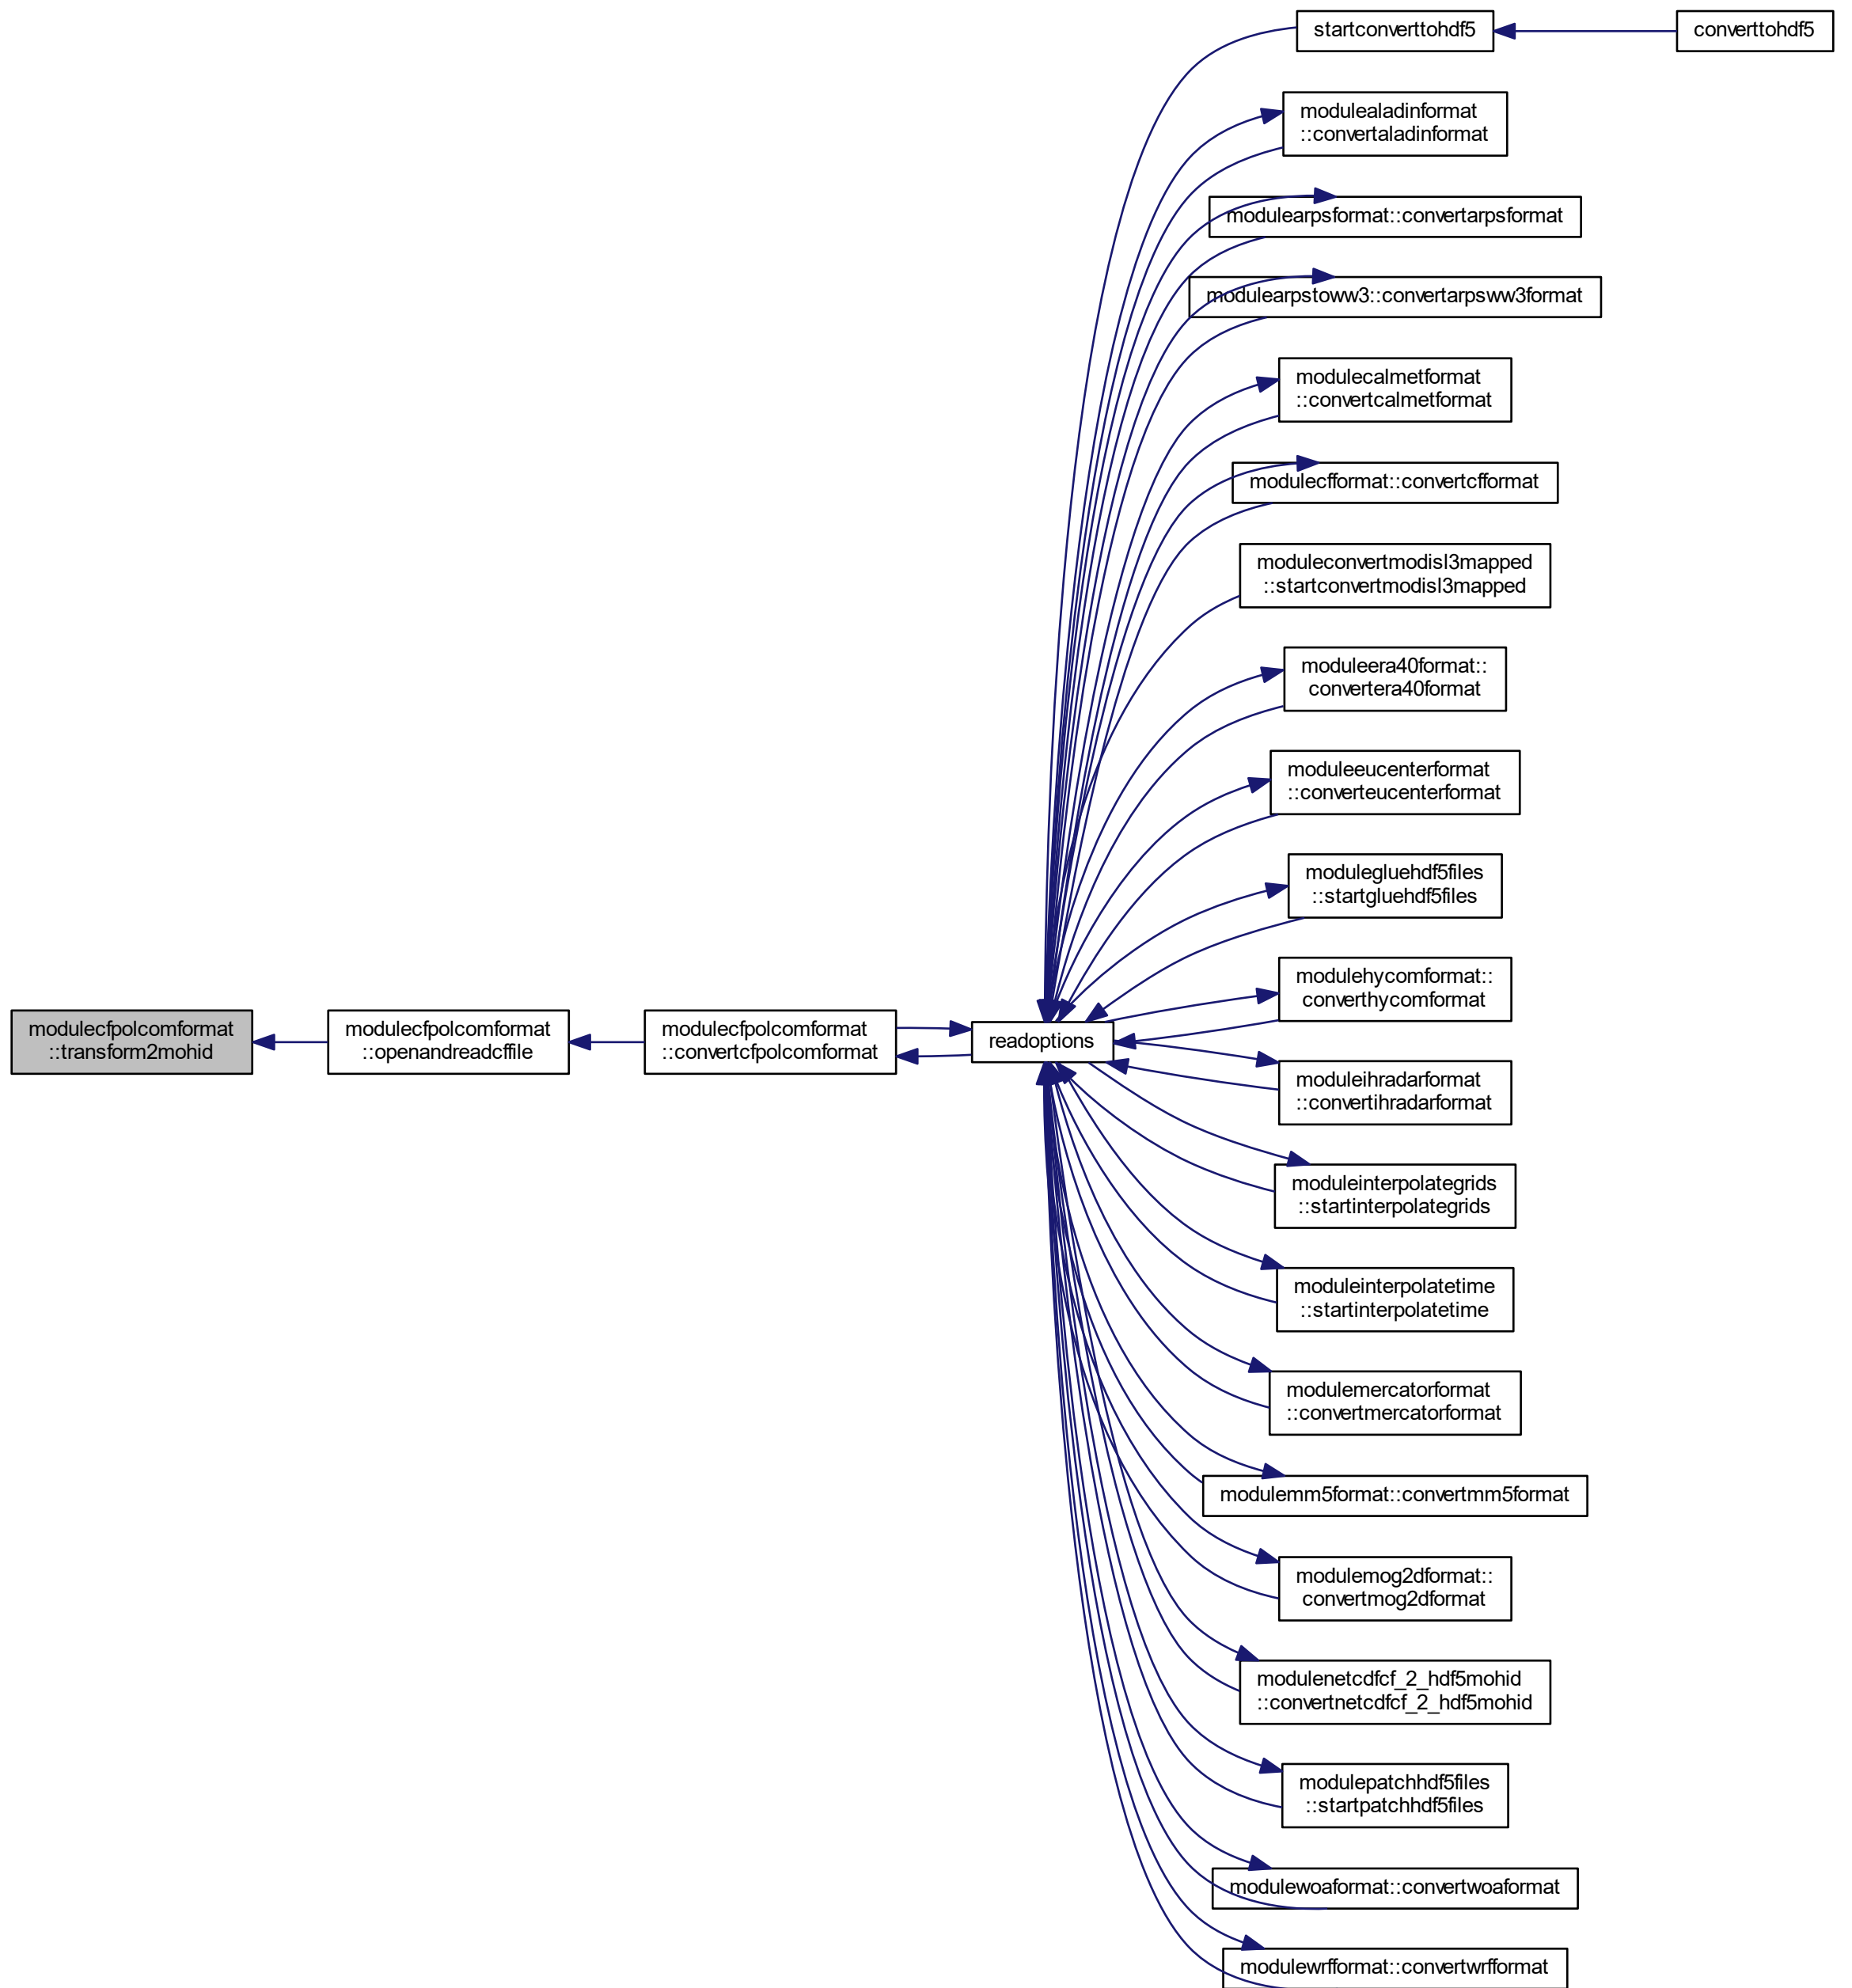 startconverttohdf5
converttohdf5
modulealadinformat
::convertaladinformat
modulearpsformat::convertarpsformat
modulearpstoww3::convertarpsww3format
modulecalmetformat
::convertcalmetformat
modulecfformat::convertcfformat
moduleconvertmodisl3mapped
::startconvertmodisl3mapped
moduleera40format::
convertera40format
moduleeucenterformat
::converteucenterformat
modulegluehdf5files
::startgluehdf5files
modulecfpolcomformat
::transform2mohid
modulecfpolcomformat
::openandreadcffile
modulecfpolcomformat
::convertcfpolcomformat
readoptions
modulehycomformat::
converthycomformat
moduleihradarformat
::convertihradarformat
moduleinterpolategrids
::startinterpolategrids
moduleinterpolatetime
::startinterpolatetime
modulemercatorformat
::convertmercatorformat
modulemm5format::convertmm5format
modulemog2dformat::
convertmog2dformat
modulenetcdfcf_2_hdf5mohid
::convertnetcdfcf_2_hdf5mohid
modulepatchhdf5files
::startpatchhdf5files
modulewoaformat::convertwoaformat
modulewrfformat::convertwrfformat